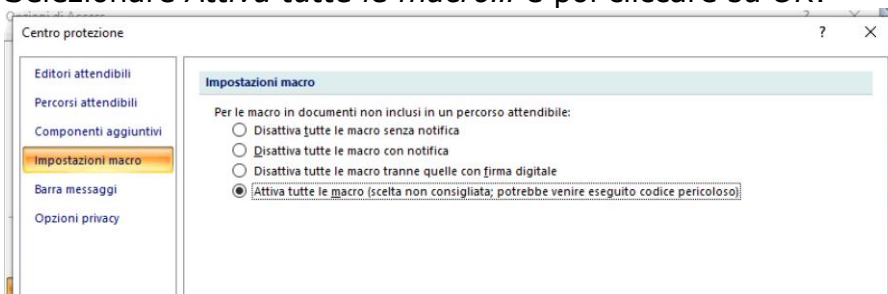 Selezionare Attiva tutte le macro... e poi cliccare su OK.
Opzioni di Access
Centro protezione
Editori attendibili
Percorsi attendibili
Componenti aggiuntivi
Impostazioni macro
Barra messaggi
Opzioni privacy
Impostazioni macro
Per le macro in documenti non inclusi in un percorso attendibile:
Disattiva tutte le macro senza notifica
Disattiva tutte le macro con notifica
Disattiva tutte le macro tranne quelle con firma digitale
Attiva tutte le macro (scelta non consigliata; potrebbe venire eseguito codice pericoloso)